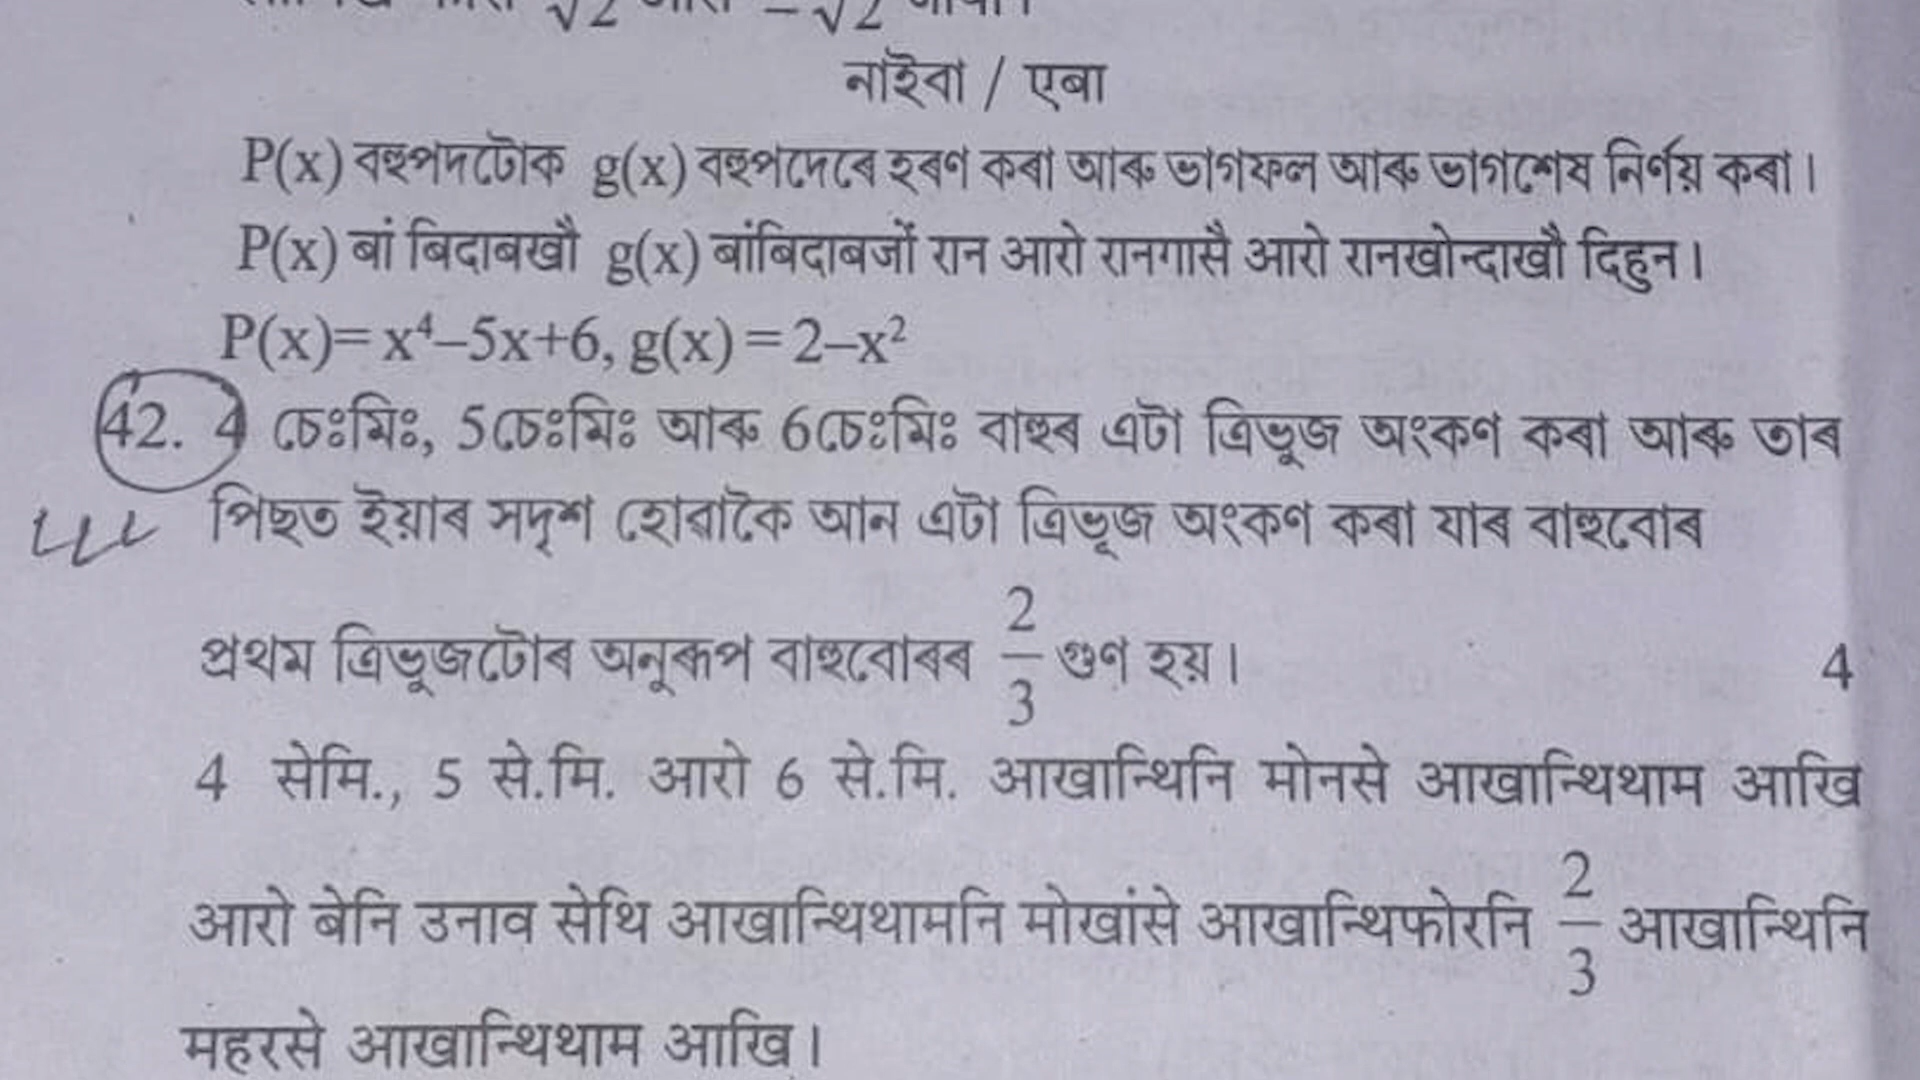 নাইবা / एबा
P(x) বহুপদটোক g(x) বহুপদেৰে হৰণ কৰা আৰু ভাগফল আৰু ভাগশেষ নিৰ্ণয় কৰা।
P(x) बां बिदाबखौ g(x) बांबिदाबजों रान आरो रानगासै आरो रानखोन्दाखौ दिहुन।
P(x)= x⁴–5x+6, g(x) = 2–x²
42. 4 চেঃমিঃ, 5চেঃমিঃ আৰু 6চেঃমিঃ বাহুৰ এটা ত্ৰিভূজ অংকণ কৰা আৰু তাৰ
পিছত ইয়াৰ সদৃশ হোৱাকৈ আন এটা ত্ৰিভূজ অংকণ কৰা যাৰ বাহুবোৰ
প্ৰথম ত্ৰিভূজটোৰ অনুৰূপ বাহুবোৰৰ 2/3 গুণ হয়। 4
4 सेमि., 5 से.मि. आरो 6 से.मि. आखान्थिनि मोनसे आखान्थिथाम आखि
आरो बेनि उनाव सेथि आखान्थिथामनि मोखांसे आखान्थिफोरनि 2/3 आखान्थिनि
महरसे आखान्थिथाम आखि।